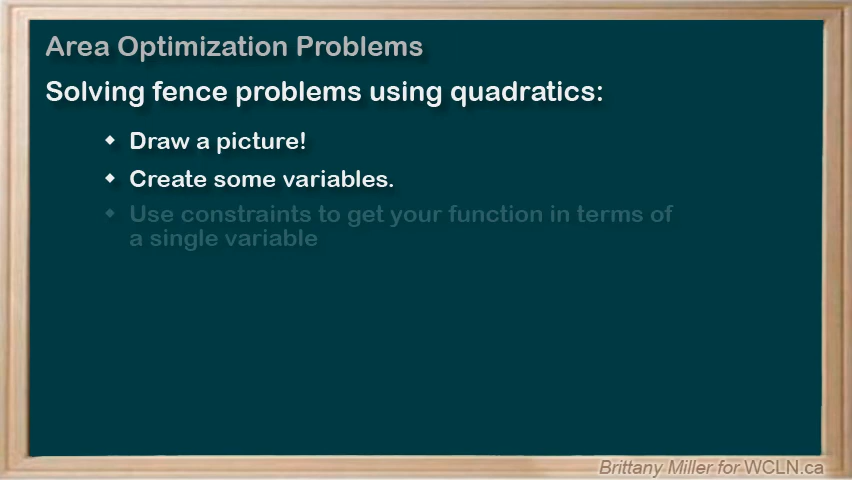 Area Optimization Problems
Solving fence problems using quadratics:
◆ Draw a picture!
◆ Create some variables.
◆ Use constraints to get your function in terms of
a single variable
Brittany Miller for WCLN.ca